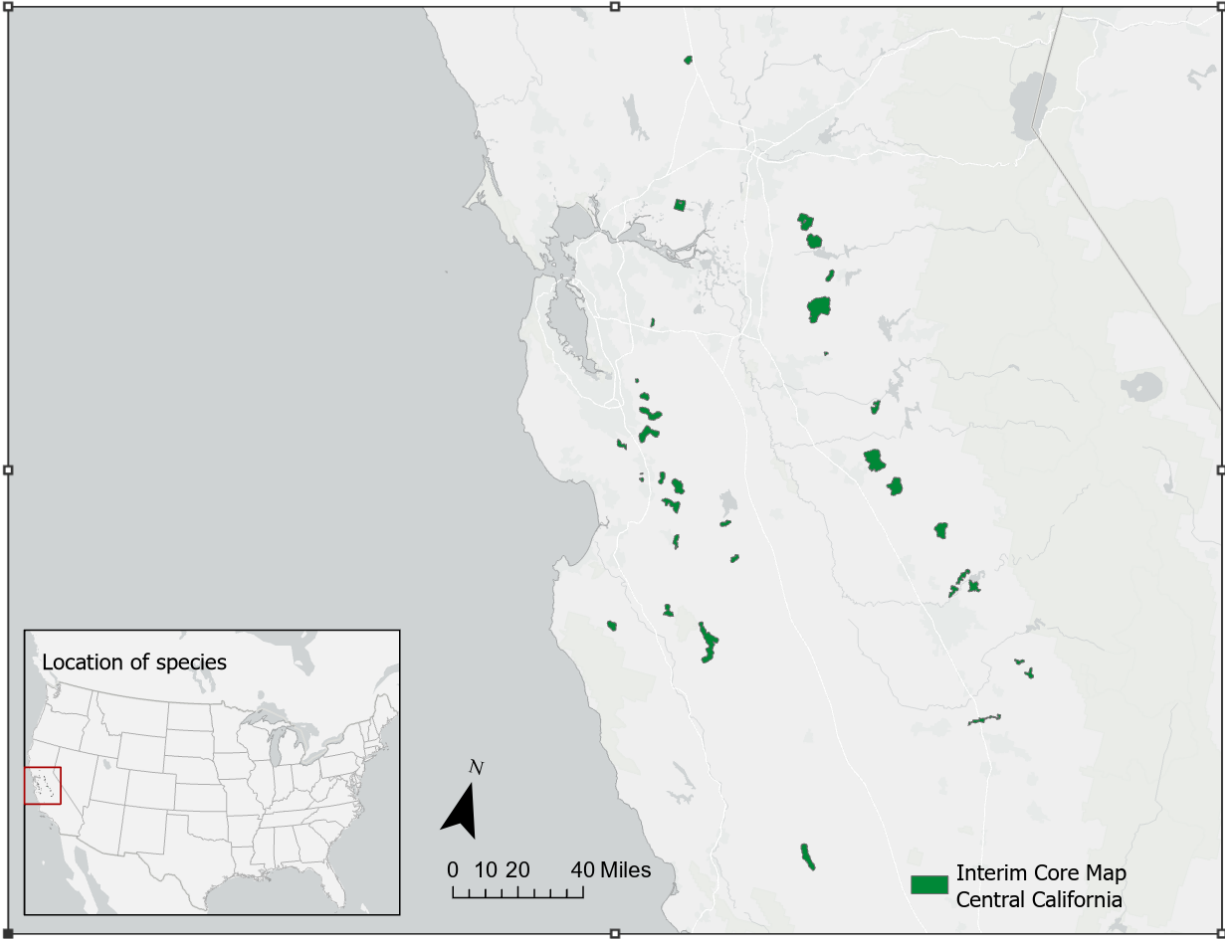 Location of species
N
0 10 20 40 Miles
Interim Core Map
Central California